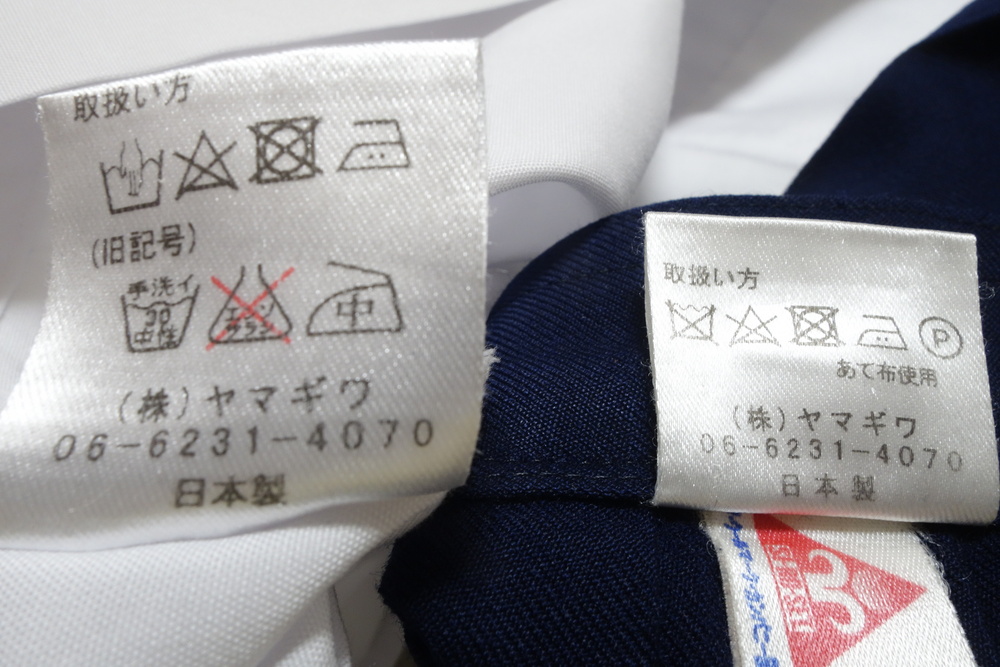 取扱い方
(旧記号)
手洗イ
30
中性
エンソ
サラシ
中
(株)ヤマギワ
06-6231-4070
日本製
取扱い方
P
あて布使用
(株)ヤマギワ
06-6231-4070
日本製
3